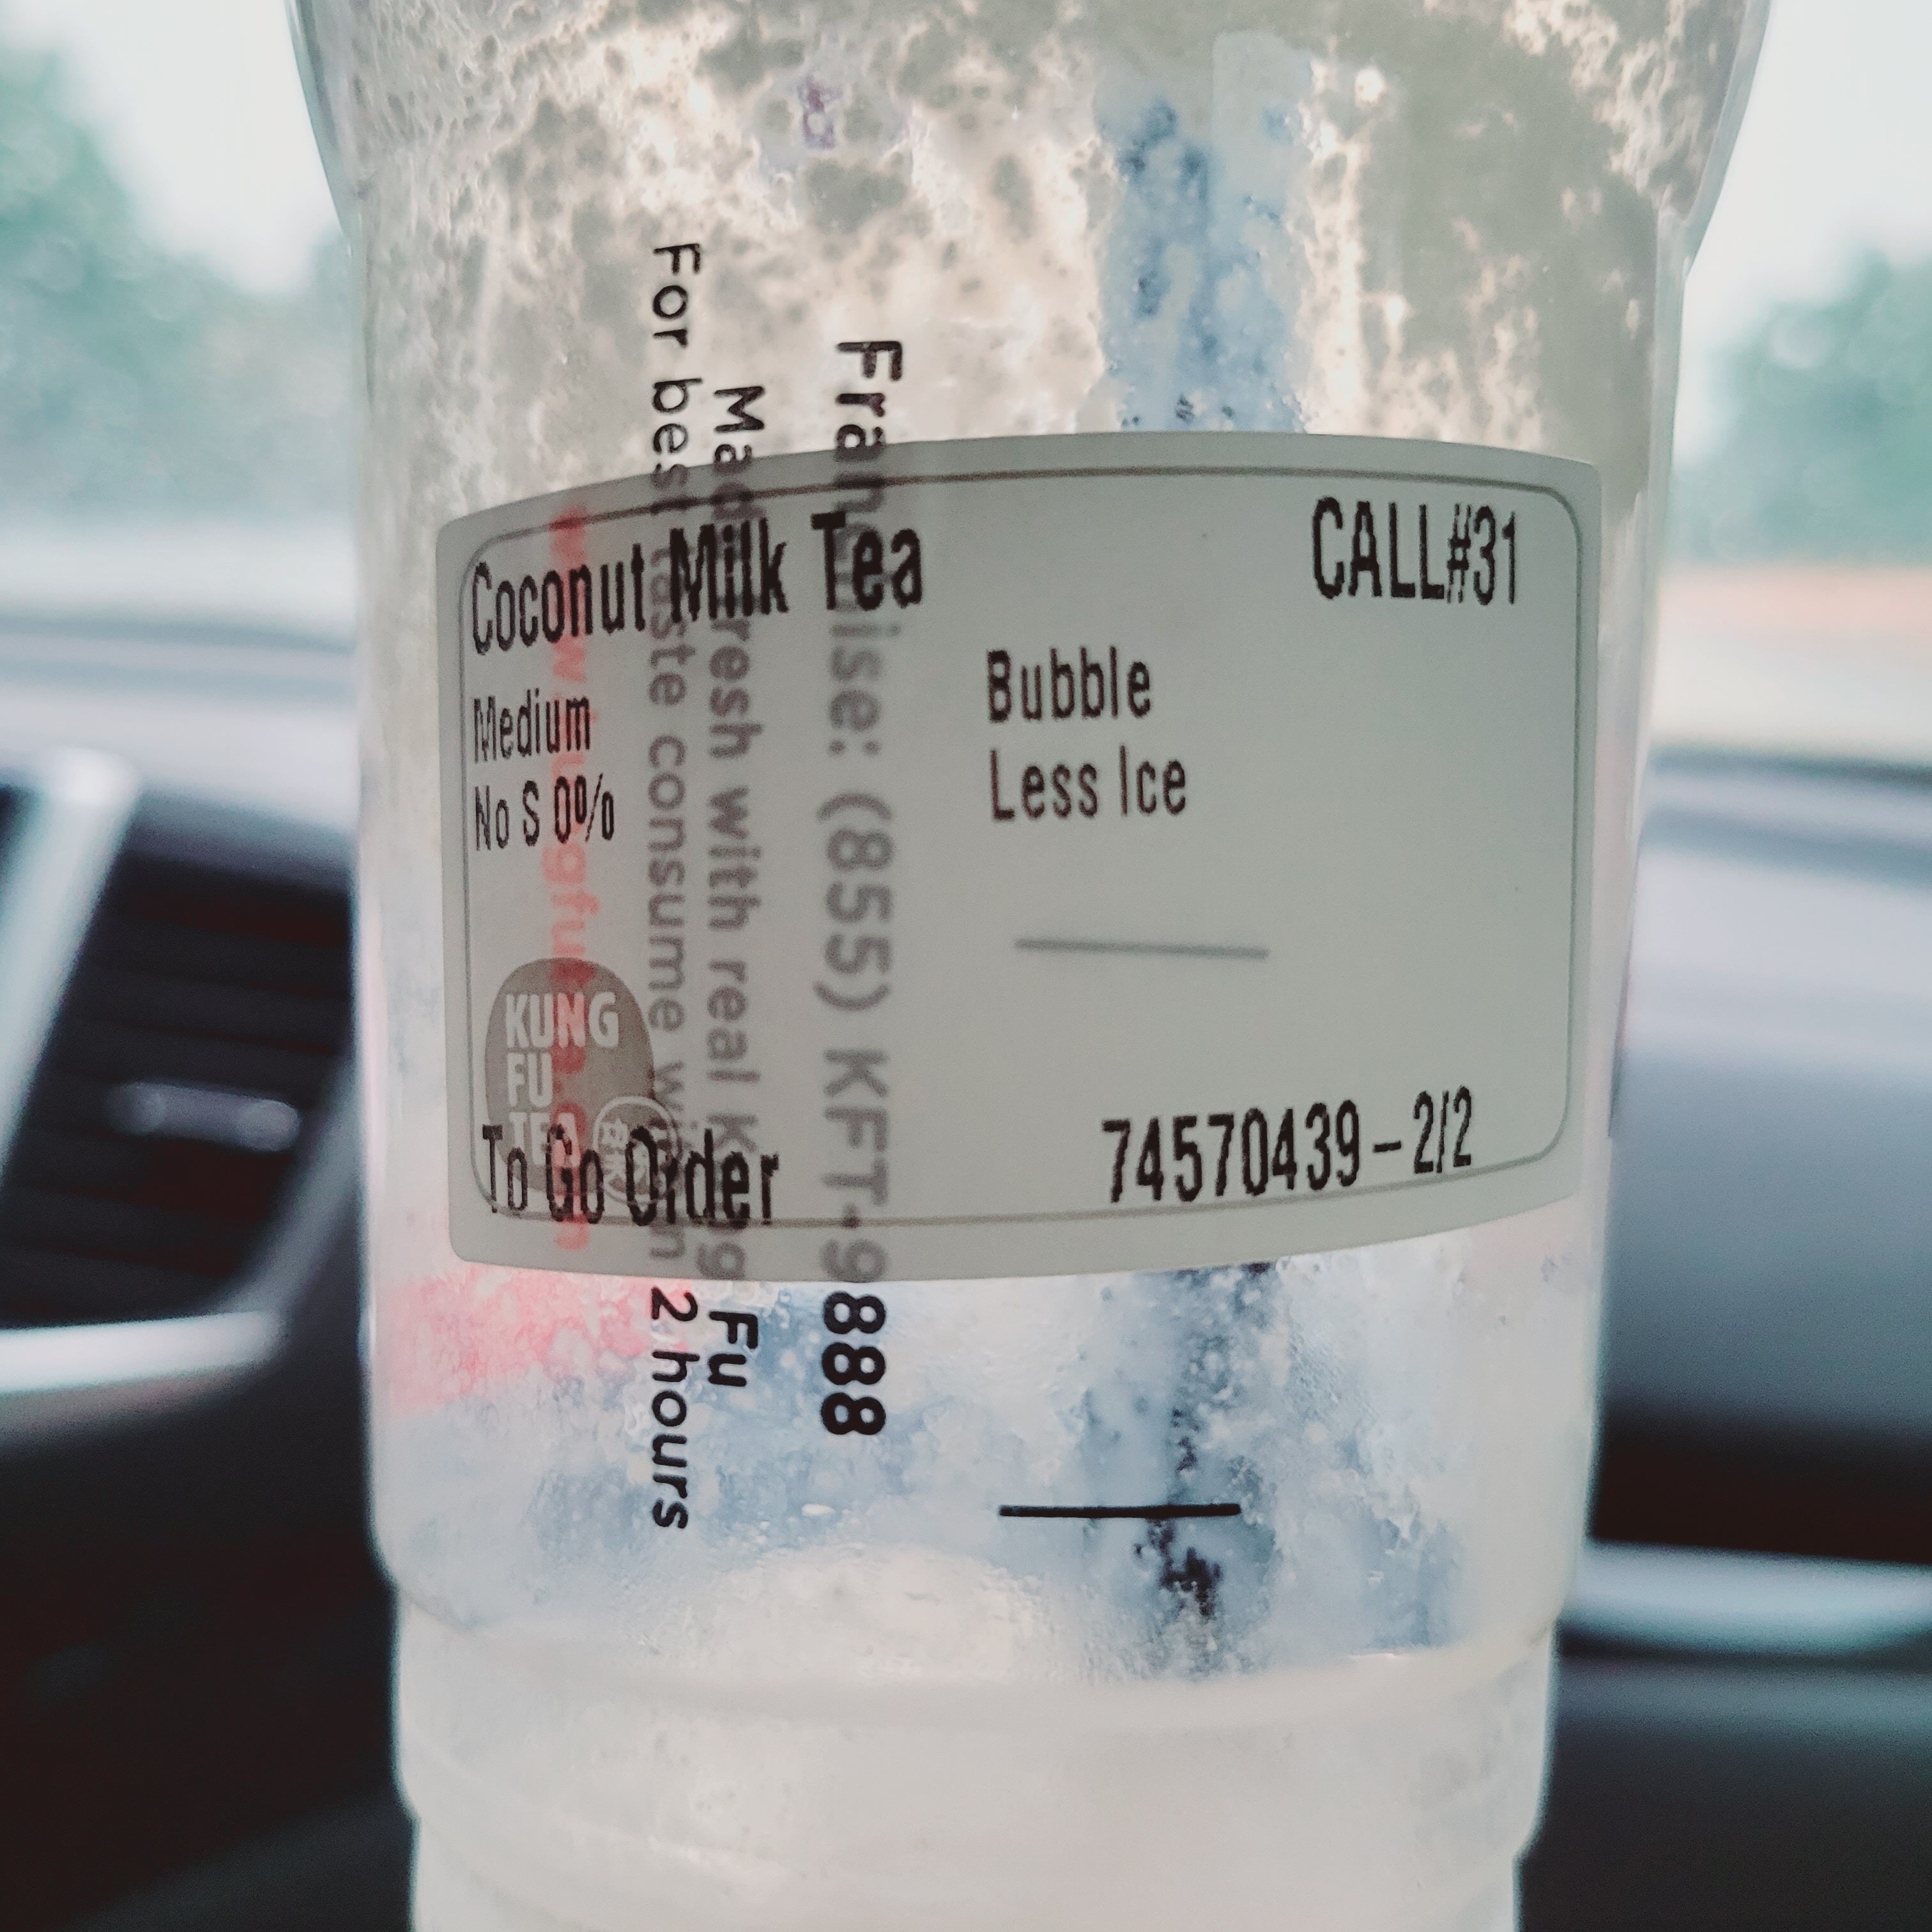 Coconut Milk Tea
CALL#31
Medium
Bubble
No S 0%
Less Ice
KUNG
FU
TEA
To Go Order
74570439-2/2
Franchise: (855) KFT-9888
Made fresh with real Kung Fu
For best taste consume within 2 hours